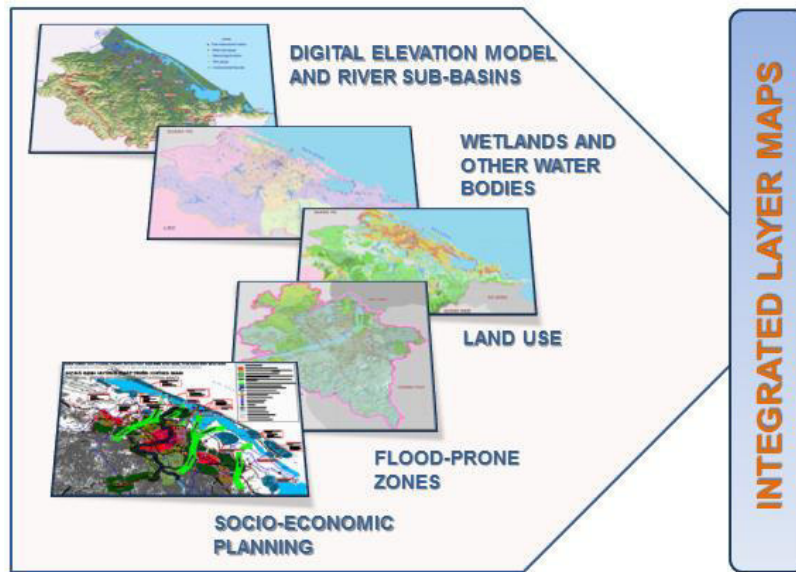 DIGITAL ELEVATION MODEL
AND RIVER SUB-BASINS
WETLANDS AND
OTHER WATER
BODIES
LAND USE
FLOOD-PRONE
ZONES
SOCIO-ECONOMIC
PLANNING
INTEGRATED LAYER MAPS